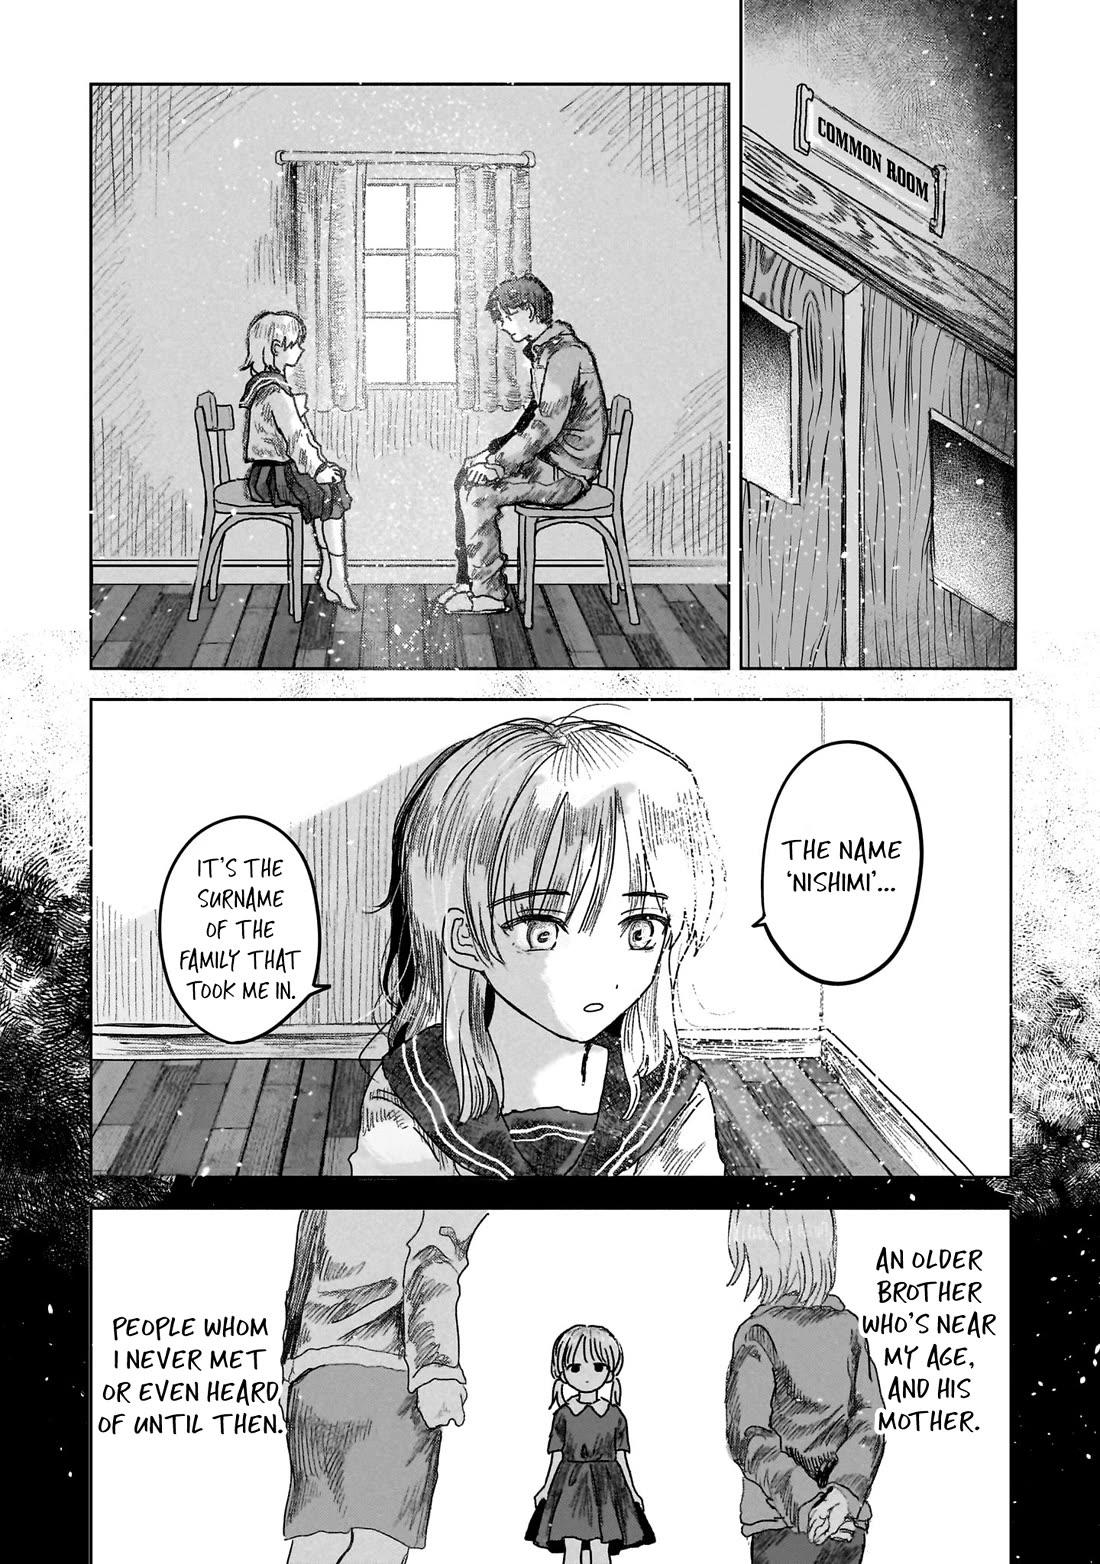 COMMON ROOM
THE NAME
'NISHIMI'...
IT'S THE
SURNAME
OF THE
FAMILY THAT
TOOK ME IN.
AN OLDER
BROTHER
WHO'S NEAR
MY AGE,
AND HIS
MOTHER.
PEOPLE WHOM
I NEVER MET
OR EVEN HEARD
OF UNTIL THEN.